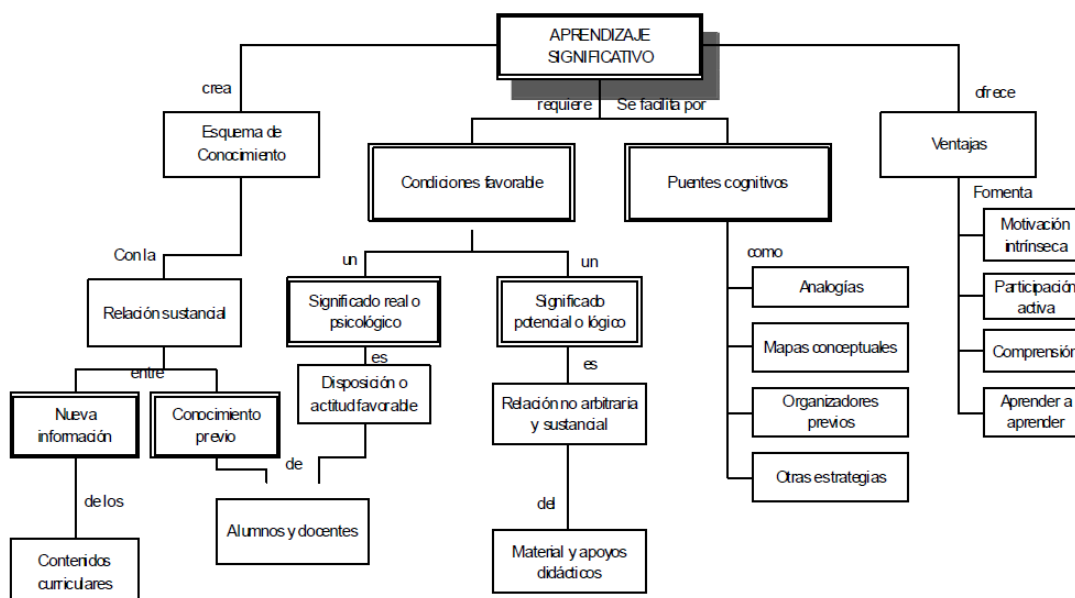 APRENDIZAJE
SIGNIFICATIVO
crea
requiere
Se facilita por
ofrece
Esquema de
Conocimiento
Condiciones favorable
Puentes cognitivos
Ventajas
Fomenta
Motivación
intrínseca
Participación
activa
Comprensión
Aprender a
aprender
Con la
Relación sustancial
entre
Nueva
información
Conocimiento
previo
de los
Contenidos
curriculares
un
Significado real o
psicológico
es
Disposición o
actitud favorable
de
Alumnos y docentes
un
Significado
potencial o lógico
es
Relación no arbitraria
y sustancial
del
Material y apoyos
didácticos
como
Analogías
Mapas conceptuales
Organizadores
previos
Otras estrategias